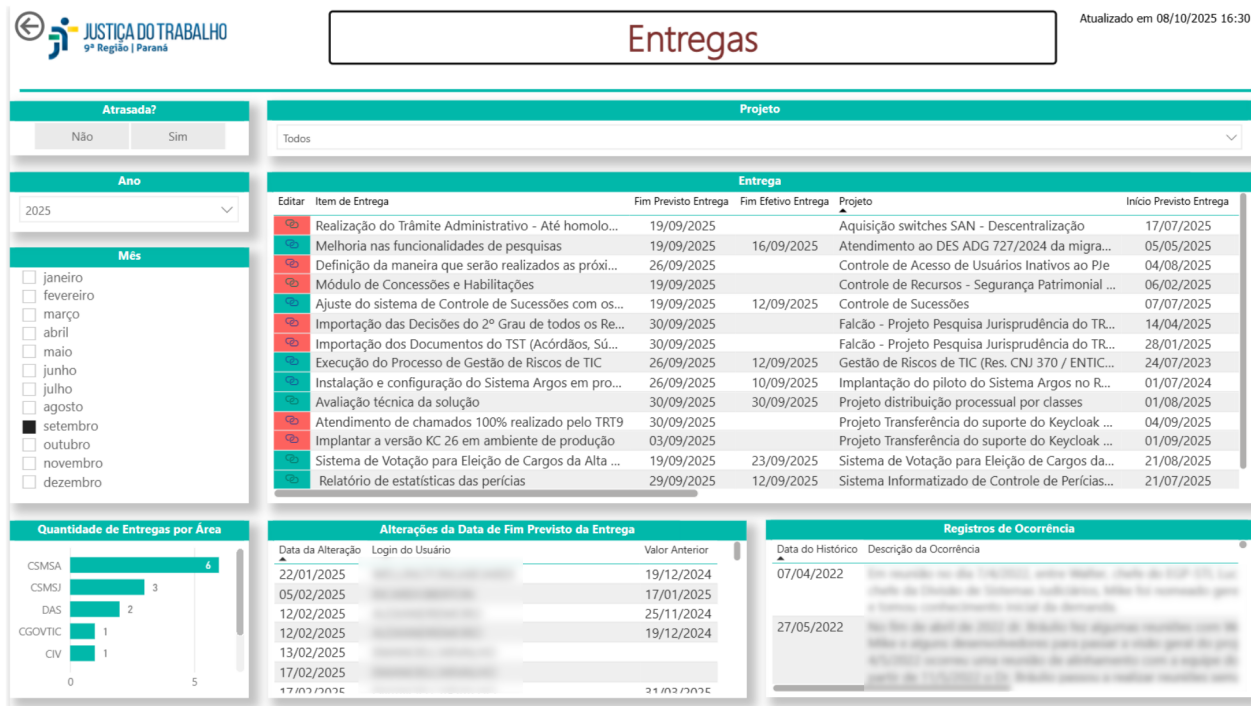 JUSTIÇA DO TRABALHO
9ª Região | Paraná
Entregas
Atualizado em 08/10/2025 16:30
Atrasada?
Não Sim
Projeto
Todos
Ano
2025
Mês
janeiro
fevereiro
março
abril
maio
junho
julho
agosto
setembro
outubro
novembro
dezembro
Entrega
Editar Item de Entrega Fim Previsto Entrega Fim Efetivo Entrega Projeto Início Previsto Entrega
Realização do Trâmite Administrativo - Até homolo... 19/09/2025 Aquisição switches SAN - Descentralização 17/07/2025
Melhoria nas funcionalidades de pesquisas 19/09/2025 16/09/2025 Atendimento ao DES ADG 727/2024 da migra... 05/05/2025
Definição da maneira que serão realizados as próxi... 26/09/2025 Controle de Acesso de Usuários Inativos ao PJe 04/08/2025
Módulo de Concessões e Habilitações 19/09/2025 Controle de Recursos - Segurança Patrimonial ... 06/02/2025
Ajuste do sistema de Controle de Sucessões com os... 19/09/2025 12/09/2025 Controle de Sucessões 07/07/2025
Importação das Decisões do 2º Grau de todos os Re... 30/09/2025 Falcão - Projeto Pesquisa Jurisprudência do TR... 14/04/2025
Importação dos Documentos do TST (Acórdãos, Sú... 30/09/2025 Falcão - Projeto Pesquisa Jurisprudência do TR... 28/01/2025
Execução do Processo de Gestão de Riscos de TIC 26/09/2025 12/09/2025 Gestão de Riscos de TIC (Res. CNJ 370 / ENTIC... 24/07/2023
Instalação e configuração do Sistema Argos em pro... 26/09/2025 10/09/2025 Implantação do piloto do Sistema Argos no R... 01/07/2024
Avaliação técnica da solução 30/09/2025 30/09/2025 Projeto distribuição processual por classes 01/08/2025
Atendimento de chamados 100% realizado pelo TRT9 30/09/2025 Projeto Transferência do suporte do Keycloak ... 04/09/2025
Implantar a versão KC 26 em ambiente de produção 03/09/2025 Projeto Transferência do suporte do Keycloak ... 01/09/2025
Sistema de Votação para Eleição de Cargos da Alta ... 19/09/2025 23/09/2025 Sistema de Votação para Eleição de Cargos da... 21/08/2025
Relatório de estatísticas das perícias 29/09/2025 12/09/2025 Sistema Informatizado de Controle de Perícias... 21/07/2025
Quantidade de Entregas por Área
CSMSA 6
CSMSJ 3
DAS 2
CGOVTIC 1
CIV 1
0 5
Alterações da Data de Fim Previsto da Entrega
Data da Alteração Login do Usuário Valor Anterior
22/01/2025 19/12/2024
05/02/2025 17/01/2025
12/02/2025 25/11/2024
12/02/2025 19/12/2024
13/02/2025
17/02/2025
17/02/2025 31/03/2025
Registros de Ocorrência
Data do Histórico Descrição da Ocorrência
07/04/2022
27/05/2022